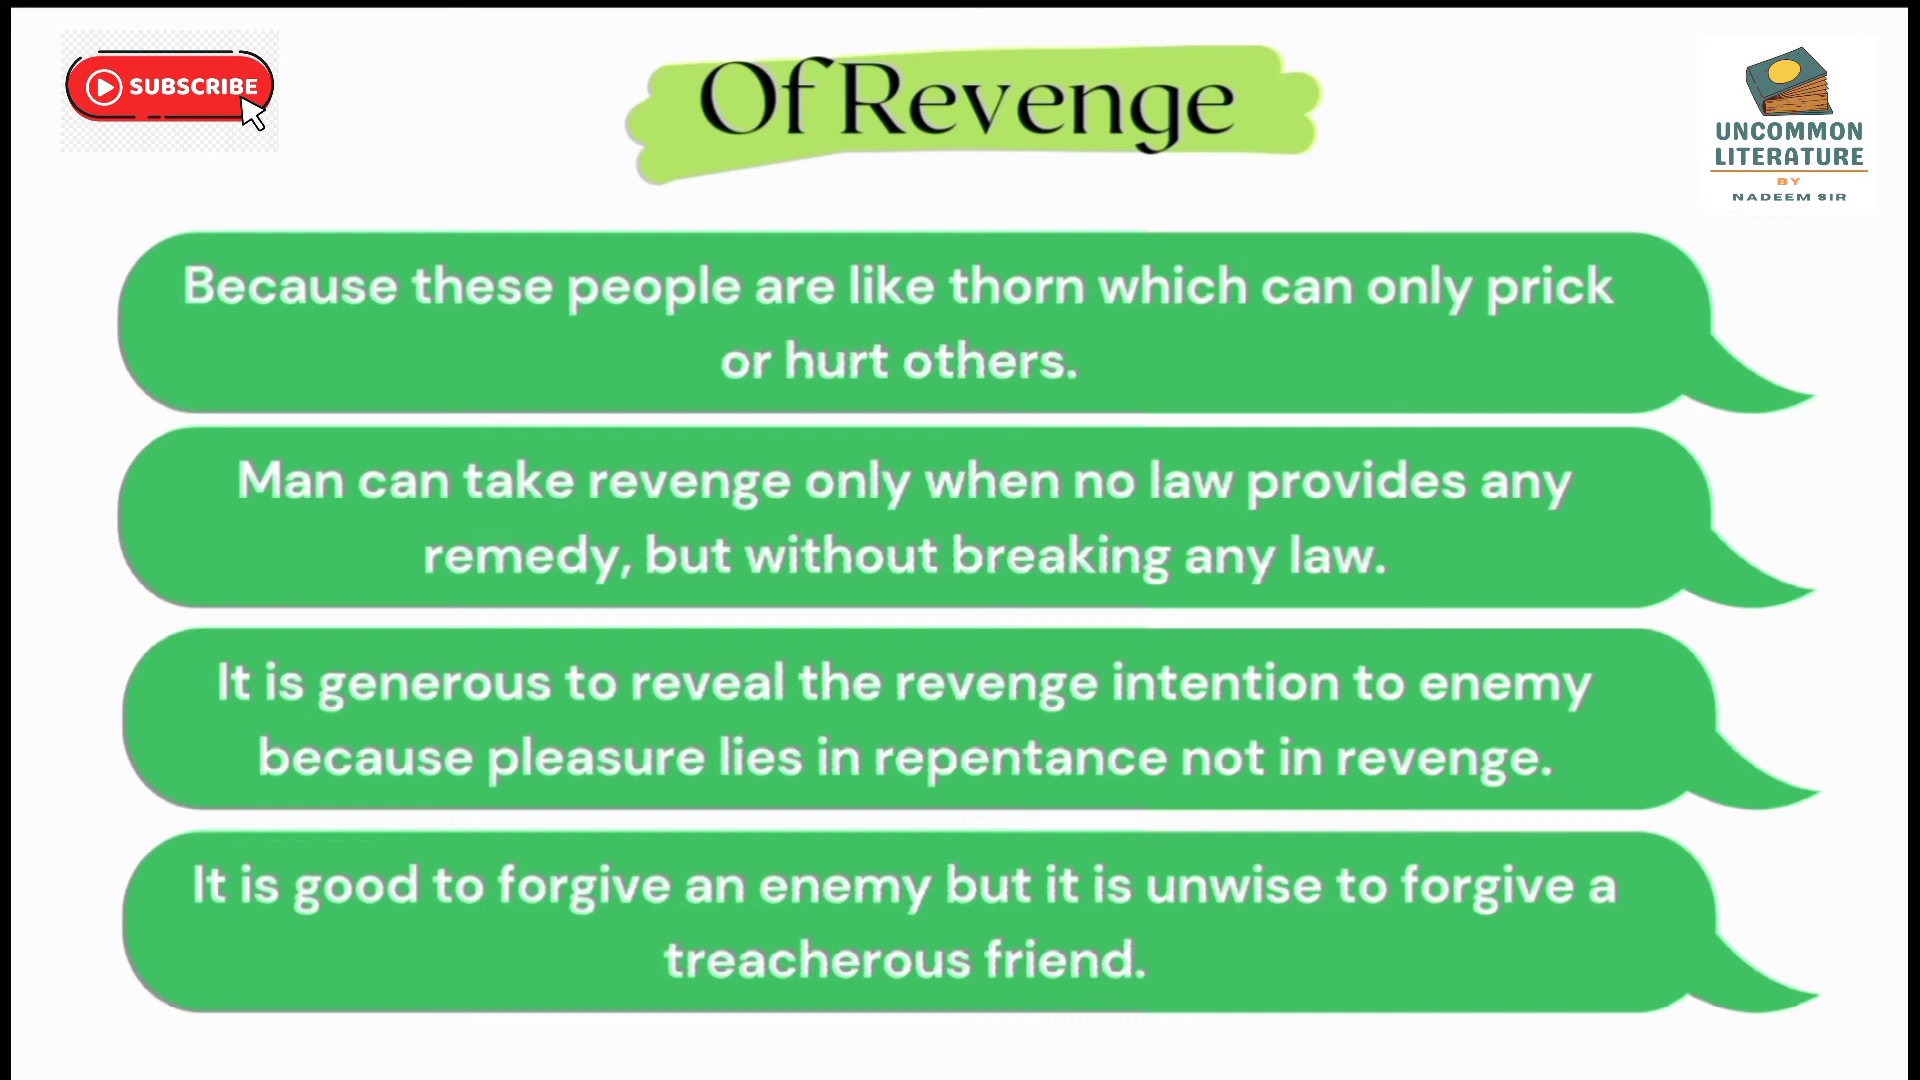 SUBSCRIBE
Of Revenge
UNCOMMON
LITERATURE
BY
NADEEM SIR
Because these people are like thorn which can only prick
or hurt others.
Man can take revenge only when no law provides any
remedy, but without breaking any law.
It is generous to reveal the revenge intention to enemy
because pleasure lies in repentance not in revenge.
It is good to forgive an enemy but it is unwise to forgive a
treacherous friend.